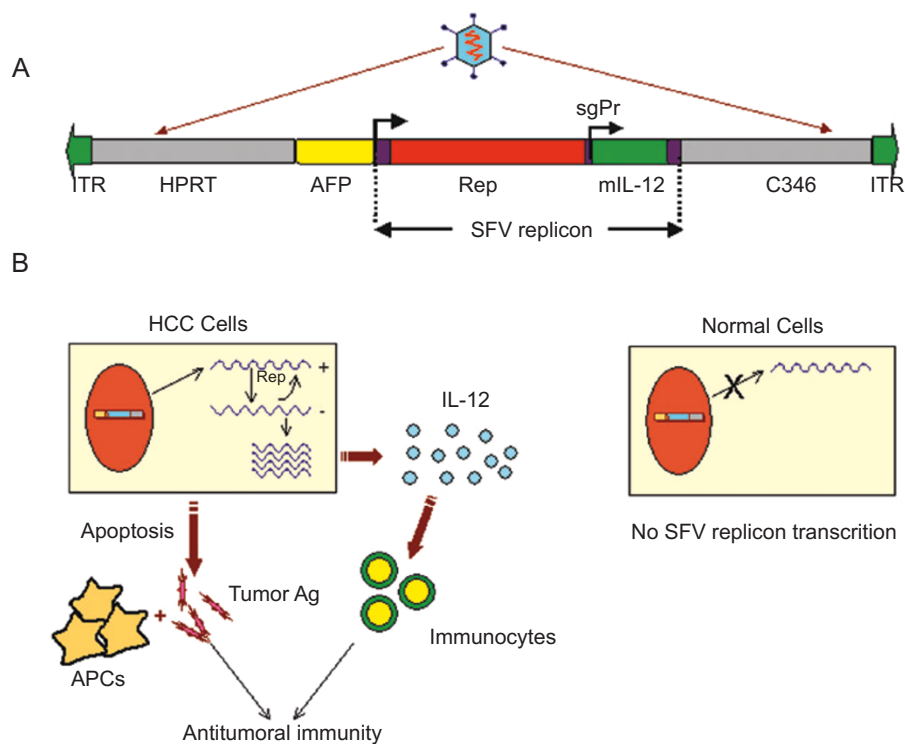 A
sgPr
ITR HPRT AFP Rep mIL-12 C346 ITR
SFV replicon
B
HCC Cells
Normal Cells
Rep
+
-
IL-12
Apoptosis
No SFV replicon transcrition
Tumor Ag
+
Immunocytes
APCs
X
Antitumoral immunity